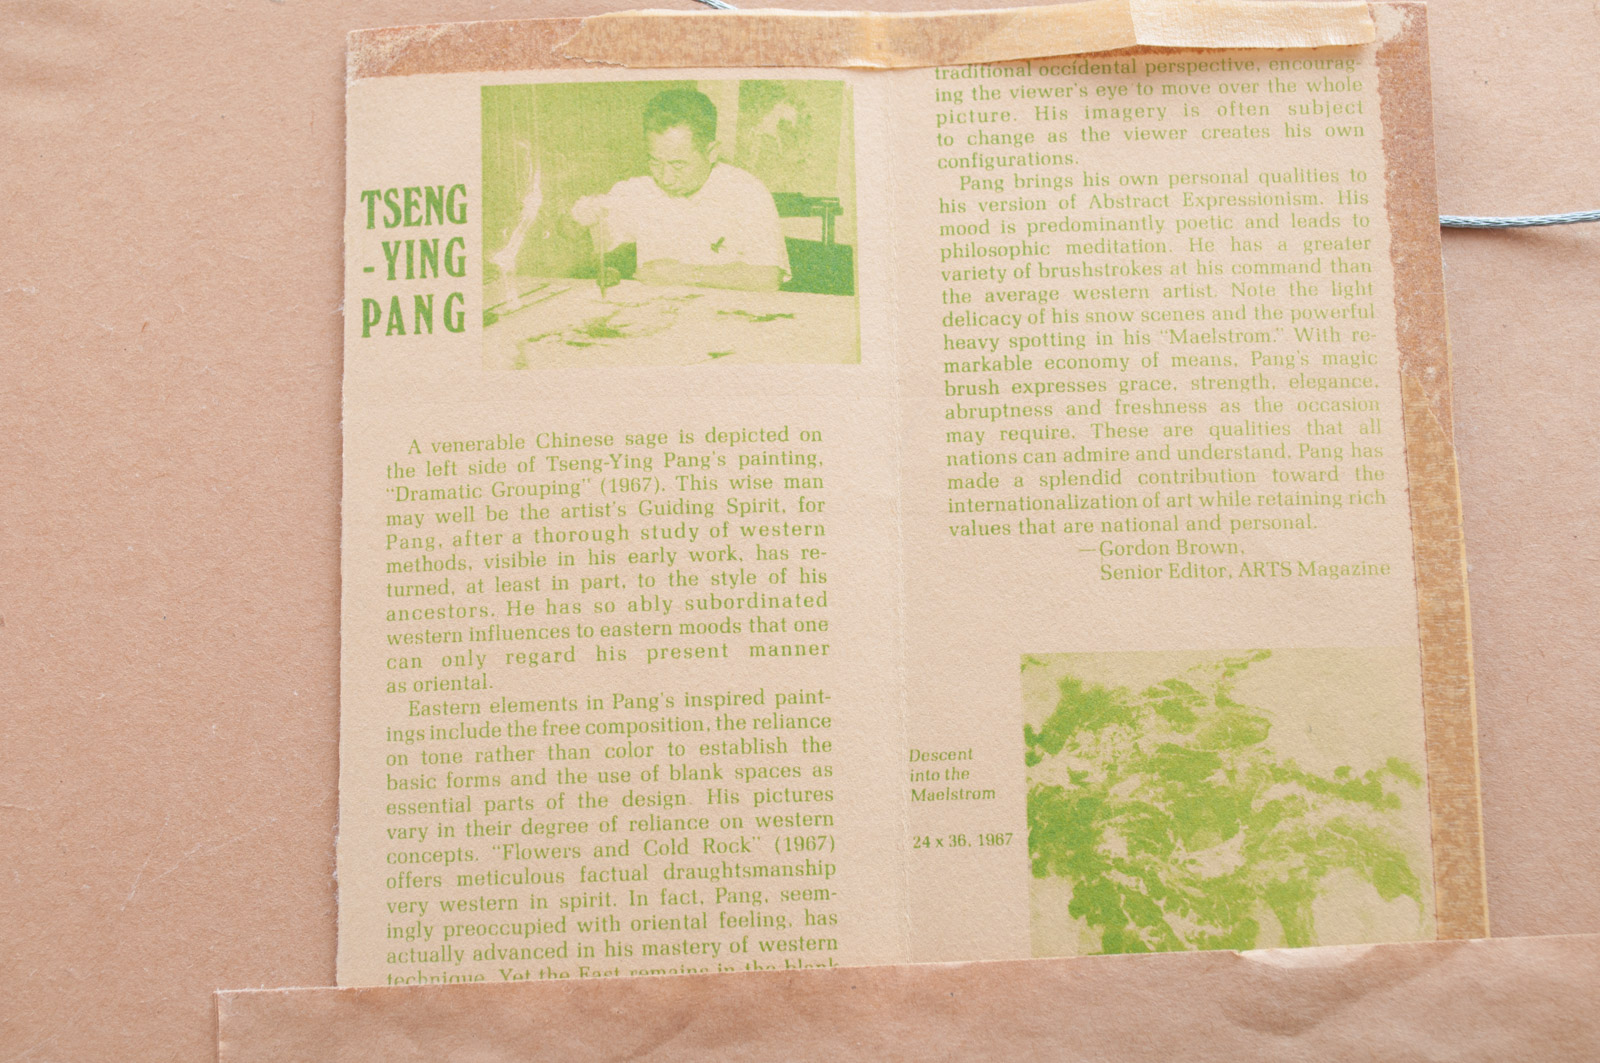 TSENG
-YING
PANG
A venerable Chinese sage is depicted on
the left side of Tseng-Ying Pang's painting,
"Dramatic Grouping" (1967). This wise man
may well be the artist's Guiding Spirit, for
Pang, after a thorough study of western
methods, visible in his early work, has re-
turned, at least in part, to the style of his
ancestors. He has so ably subordinated
western influences to eastern moods that one
can only regard his present manner
as oriental.
Eastern elements in Pang's inspired paint-
ings include the free composition, the reliance
on tone rather than color to establish the
basic forms and the use of blank spaces as
essential parts of the design. His pictures
vary in their degree of reliance on western
concepts. "Flowers and Cold Rock" (1967)
offers meticulous factual draughtsmanship
very western in spirit. In fact, Pang, seem-
ingly preoccupied with oriental feeling, has
actually advanced in his mastery of western
technique. Yet the East remains in the blank
traditional occidental perspective, encourag-
ing the viewer's eye to move over the whole
picture. His imagery is often subject
to change as the viewer creates his own
configurations.
Pang brings his own personal qualities to
his version of Abstract Expressionism. His
mood is predominantly poetic and leads to
philosophic meditation. He has a greater
variety of brushstrokes at his command than
the average western artist. Note the light
delicacy of his snow scenes and the powerful
heavy spotting in his "Maelstrom." With re-
markable economy of means, Pang's magic
brush expresses grace, strength, elegance,
abruptness and freshness as the occasion
may require. These are qualities that all
nations can admire and understand. Pang has
made a splendid contribution toward the
internationalization of art while retaining rich
values that are national and personal.
—Gordon Brown,
Senior Editor, ARTS Magazine
Descent
into the
Maelstrom
24 x 36, 1967